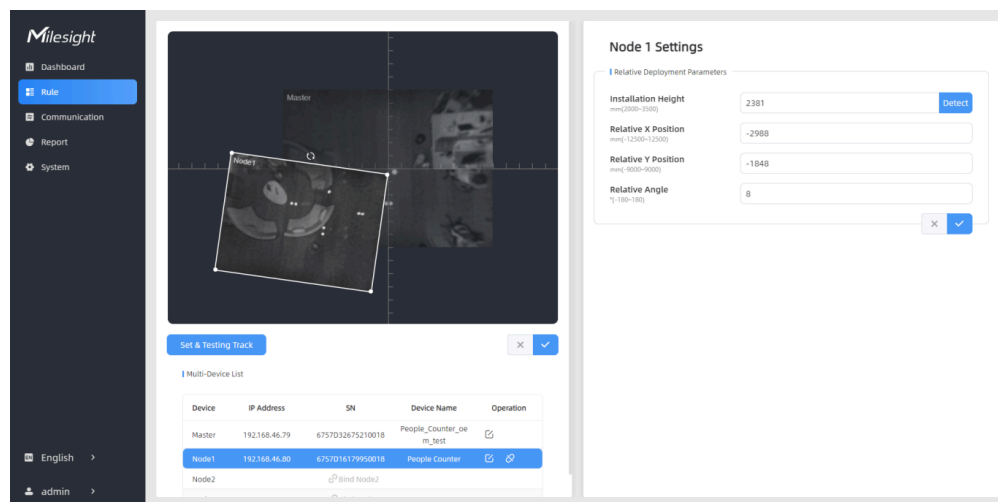 Milesight
Dashboard
Rule
Communication
Report
System
EN English >
admin >
Master
Node1
Set & Testing Track
Multi-Device List
Device IP Address SN Device Name Operation
Master 192.168.46.79 6757D32675210018 People_Counter_oe
m_test
Node1 192.168.46.80 6757D16179950018 People Counter
Node2 Bind Node2
Node 1 Settings
Relative Deployment Parameters
Installation Height 2381 Detect
mm(2000~3500)
Relative X Position -2988
mm(-12500~12500)
Relative Y Position -1848
mm(-9000~9000)
Relative Angle 8
°(-180~180)